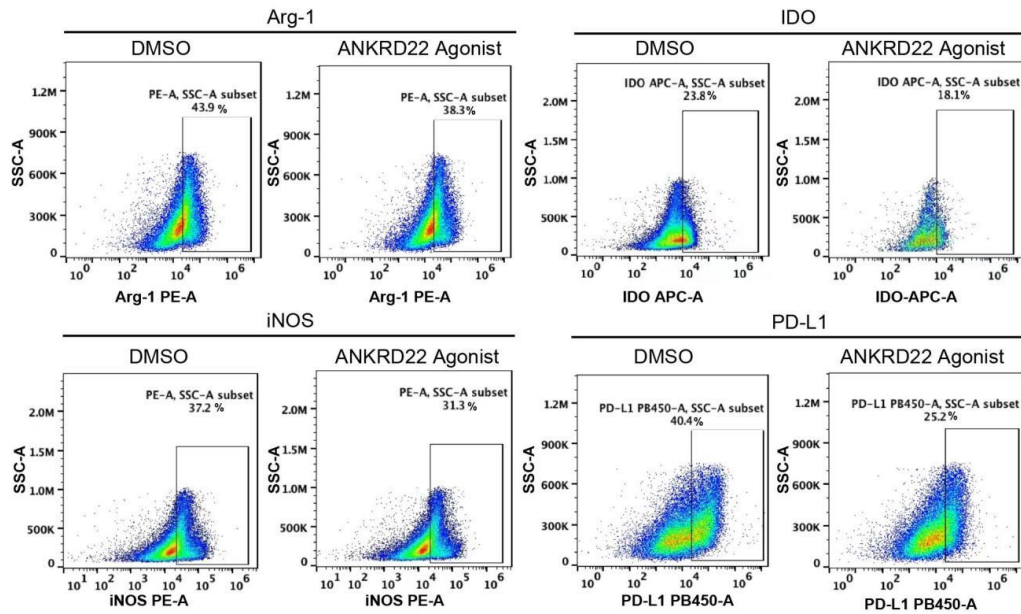 Arg-1
DMSO
ANKRD22 Agonist
PE-A, SSC-A subset
43.9 %
1.2M
900K
600K
300K
0
SSC-A
10^0 10^2 10^4 10^6
Arg-1 PE-A
PE-A, SSC-A subset
38.3 %
1.2M
900K
600K
300K
0
SSC-A
10^0 10^2 10^4 10^6
Arg-1 PE-A
IDO
DMSO
ANKRD22 Agonist
IDO APC-A, SSC-A subset
23.8 %
2.0M
1.5M
1.0M
500K
0
SSC-A
10^0 10^2 10^4 10^6
IDO APC-A
IDO APC-A, SSC-A subset
18.1%
2.0M
1.5M
1.0M
500K
0
SSC-A
10^0 10^2 10^4 10^6
IDO-APC-A
iNOS
DMSO
ANKRD22 Agonist
PE-A, SSC-A subset
37.2 %
2.0M
1.5M
1.0M
500K
0
SSC-A
10^1 10^2 10^3 10^4 10^5 10^6
iNOS PE-A
PE-A, SSC-A subset
31.3 %
2.0M
1.5M
1.0M
500K
0
SSC-A
10^1 10^2 10^3 10^4 10^5 10^6
iNOS PE-A
PD-L1
DMSO
ANKRD22 Agonist
PD-L1 PB450-A, SSC-A subset
40.4%
1.2M
900K
600K
300K
0
SSC-A
10^0 10^2 10^4 10^6
PD-L1 PB450-A
PD-L1 PB450-A, SSC-A subset
25.2 %
1.2M
900K
600K
300K
0
SSC-A
10^0 10^2 10^4 10^6
PD-L1 PB450-A